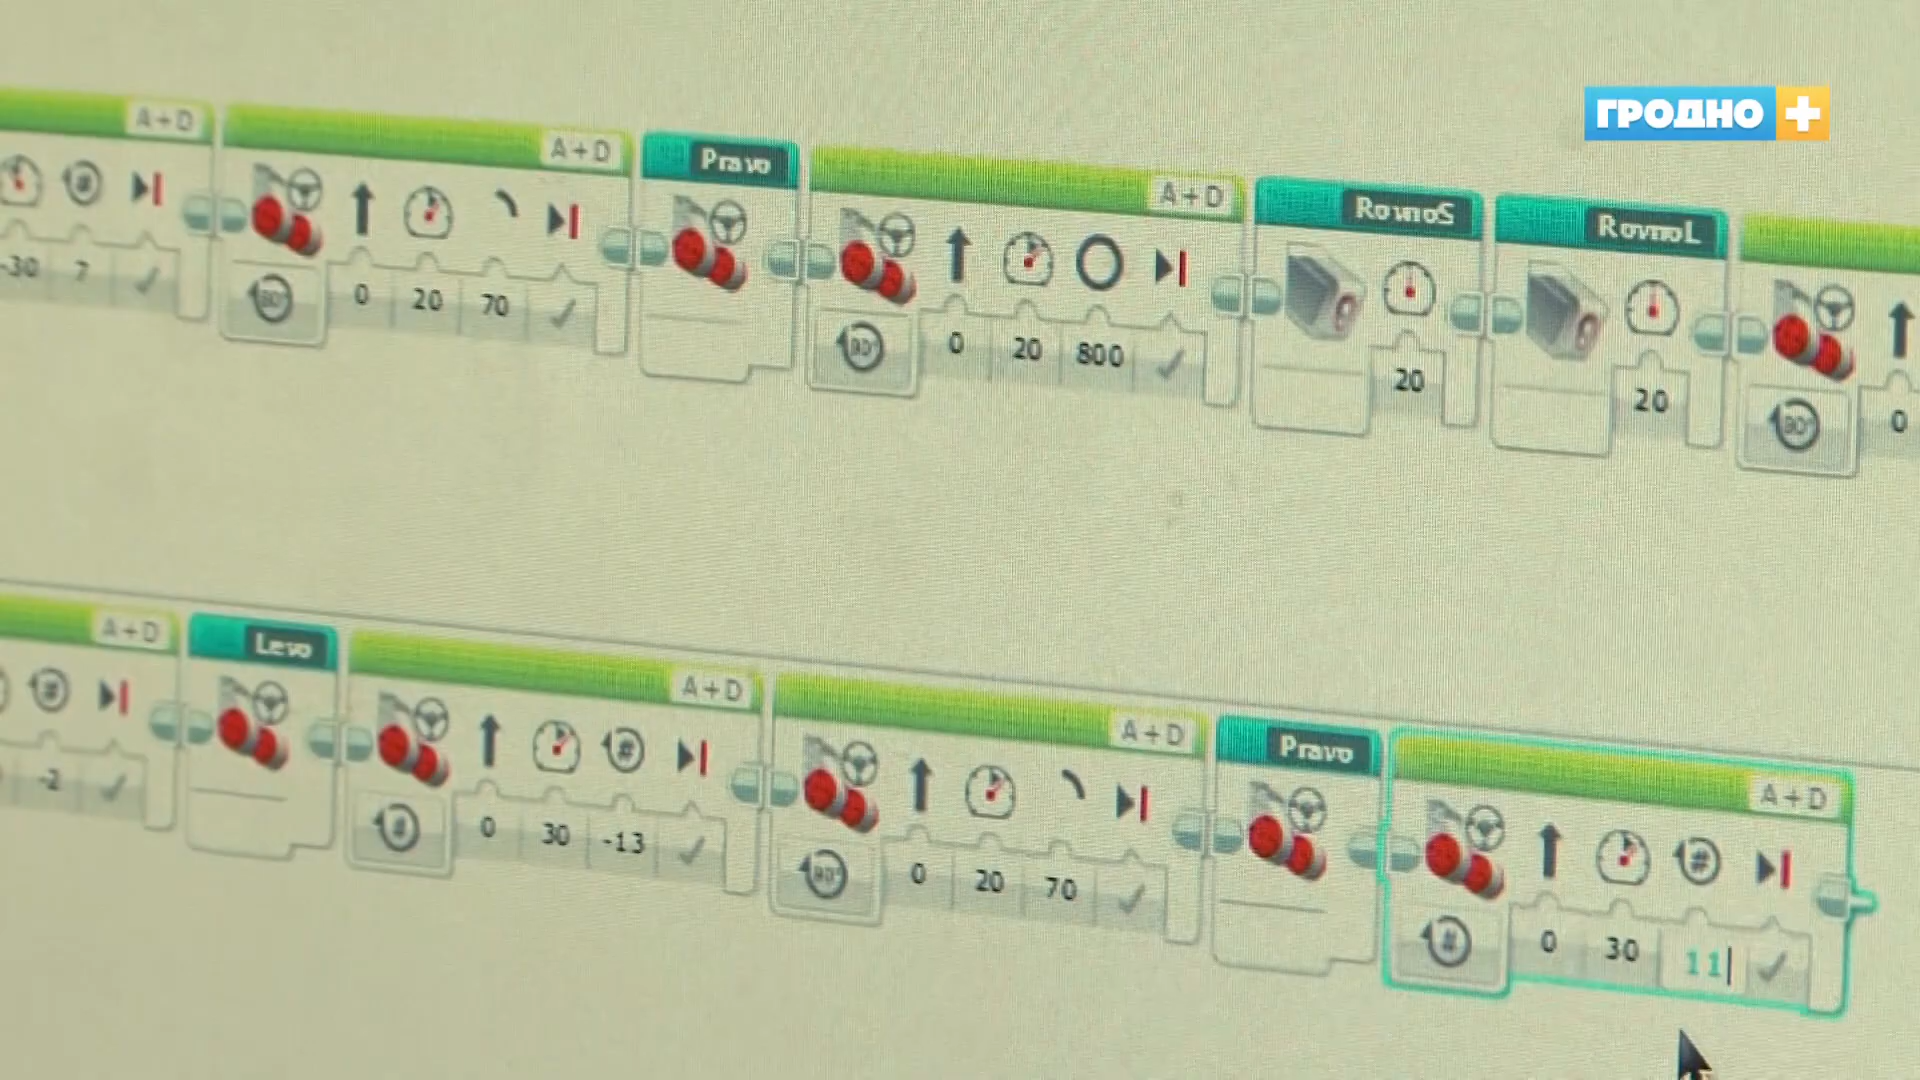 ГРОДНО +
A+D
A+D
Pravo
A+D
RovnoS
RovnoL
-30 7
0 20 70
0 20 800
20
20
0
A+D
Levo
A+D
A+D
Pravo
A+D
-2
0 30 -13
0 20 70
0 30 11